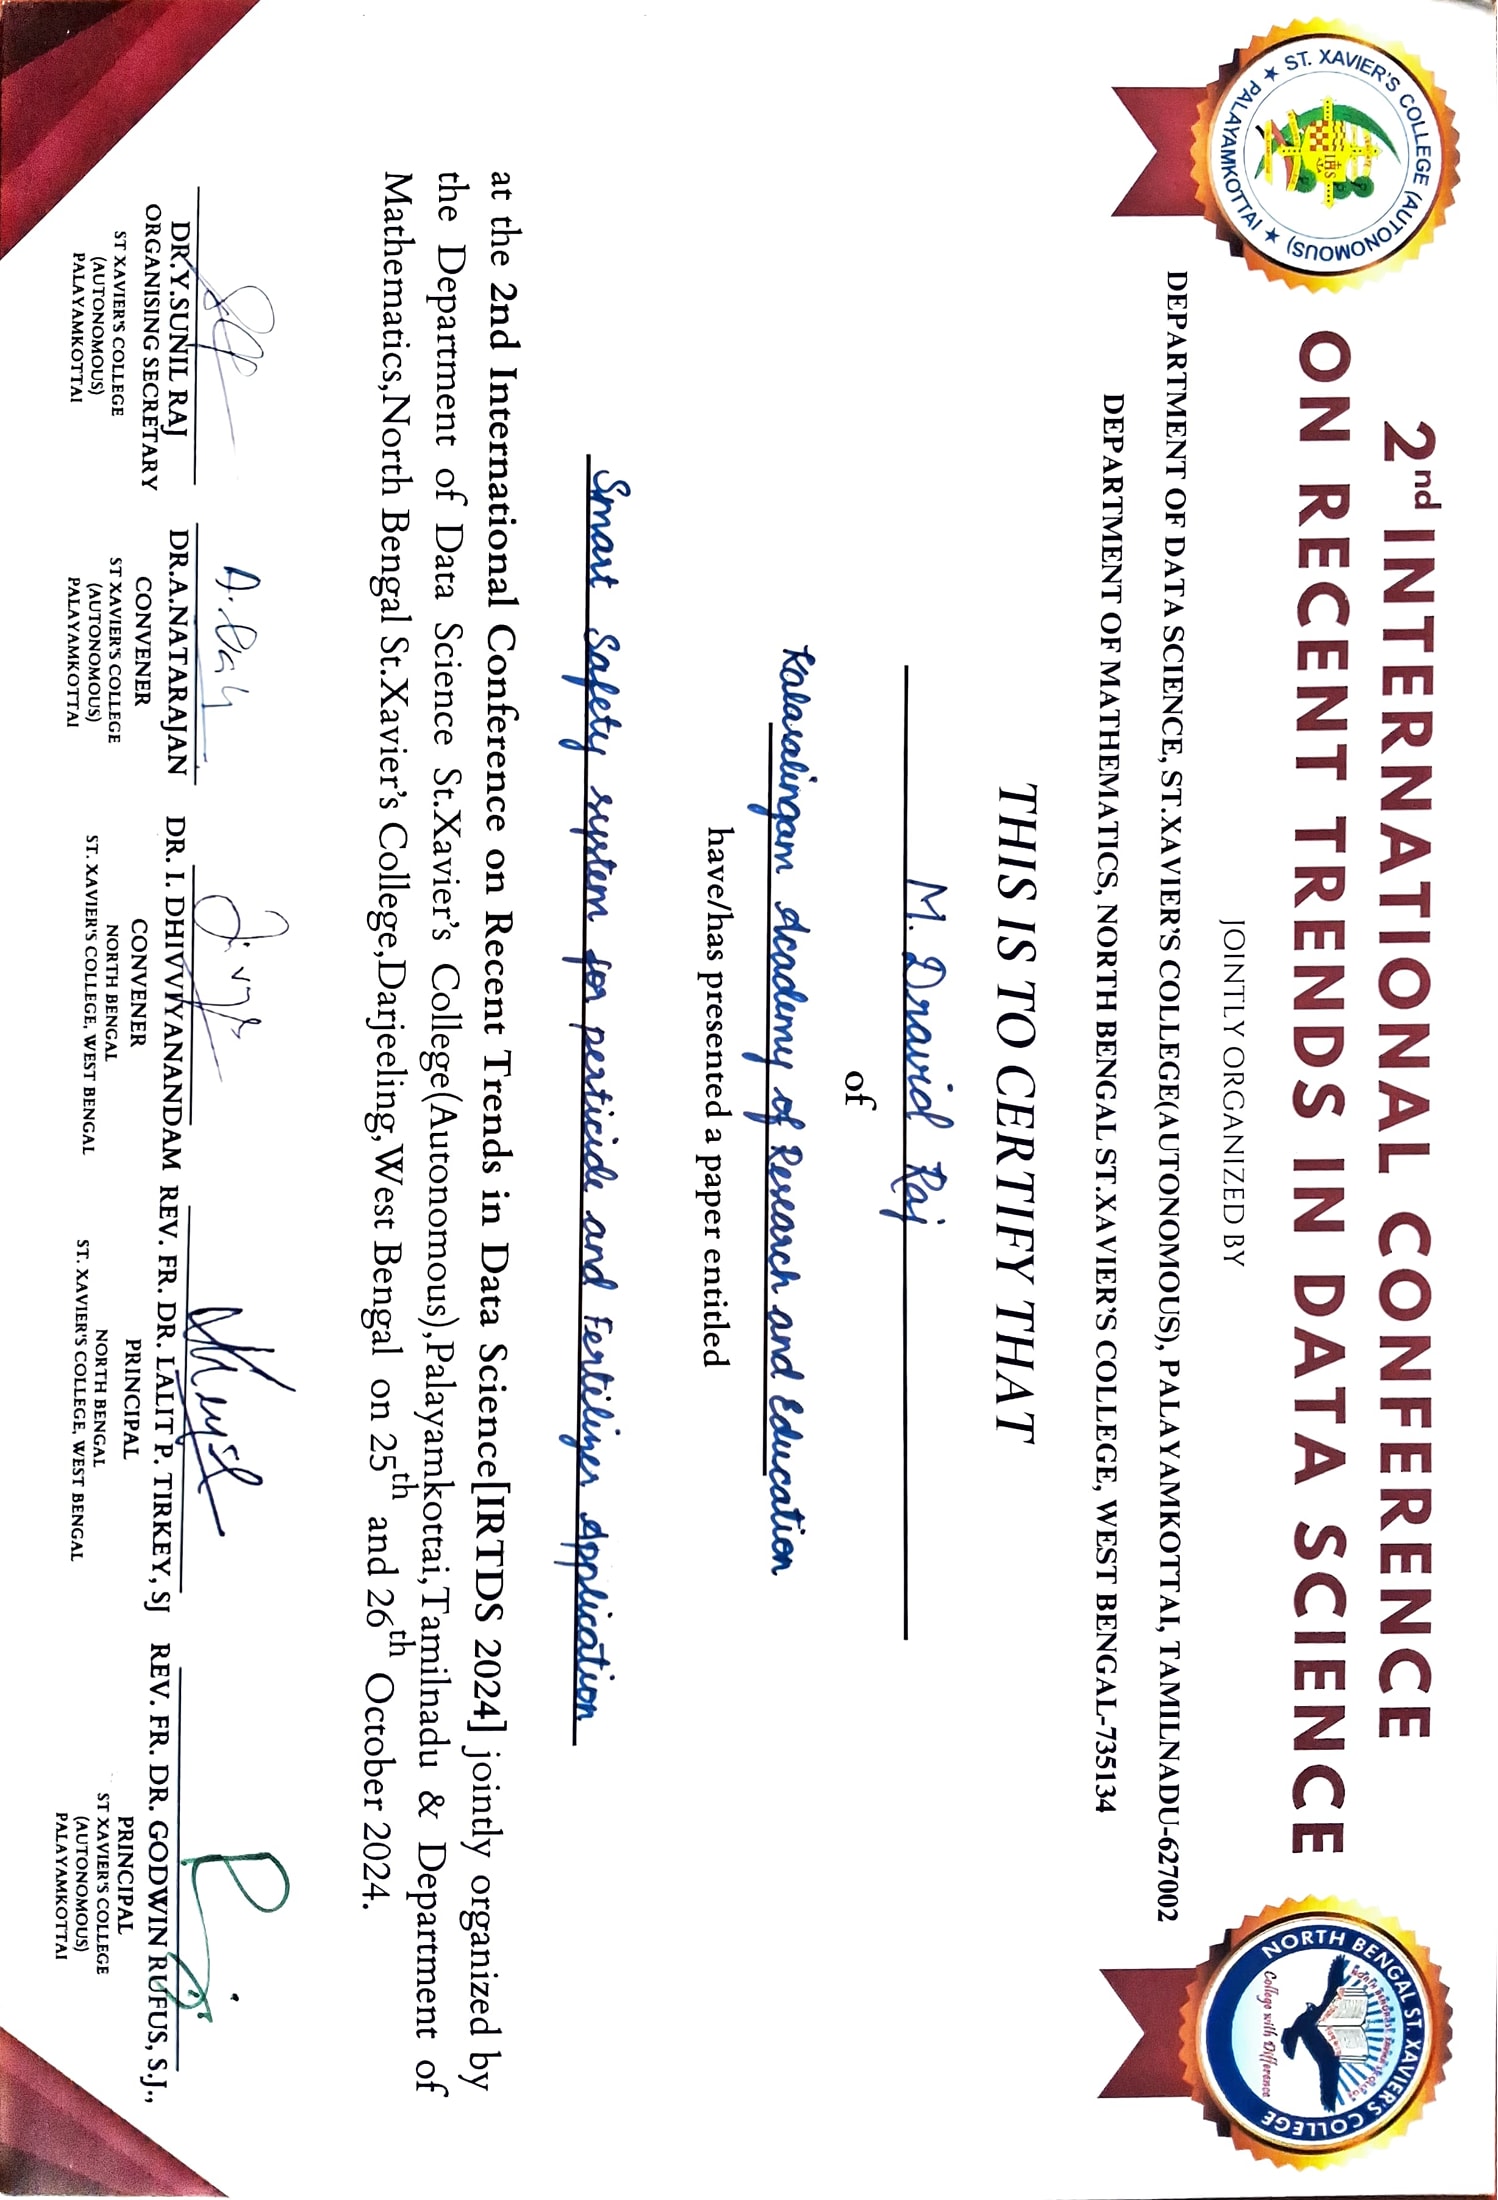 2nd INTERNATIONAL CONFERENCE
ON RECENT TRENDS IN DATA SCIENCE
ST. XAVIER'S COLLEGE (AUTONOMOUS)
★ PALAYAMKOTTAI ★
IHS
NORTH BENGAL ST. XAVIER'S COLLEGE
College with Difference
JOINTLY ORGANIZED BY
DEPARTMENT OF DATA SCIENCE, ST.XAVIER'S COLLEGE(AUTONOMOUS), PALAYAMKOTTAI, TAMILNADU-627002
DEPARTMENT OF MATHEMATICS, NORTH BENGAL ST.XAVIER'S COLLEGE, WEST BENGAL-735134
THIS IS TO CERTIFY THAT
M. Dravid Raj
of
Kalasalingam Academy of Research and Education
have/has presented a paper entitled
Smart Safety system for pesticide and Fertilizer Application
at the 2nd International Conference on Recent Trends in Data Science[IRTDS 2024] jointly organized by
the Department of Data Science St.Xavier's College(Autonomous),Palayamkottai,Tamilnadu & Department of
Mathematics,North Bengal St.Xavier's College,Darjeeling,West Bengal on 25th and 26th October 2024.
DR.Y.SUNIL RAJ
ORGANISING SECRETARY
ST XAVIER'S COLLEGE
(AUTONOMOUS)
PALAYAMKOTTAI
DR.A.NATARAJAN
CONVENER
ST XAVIER'S COLLEGE
(AUTONOMOUS)
PALAYAMKOTTAI
DR. I. DHIVVIYANANDAM
CONVENER
NORTH BENGAL
ST. XAVIER'S COLLEGE, WEST BENGAL
REV. FR. DR. LALIT P. TIRKEY, SJ
PRINCIPAL
NORTH BENGAL
ST. XAVIER'S COLLEGE, WEST BENGAL
REV. FR. DR. GODWIN RUFUS, S.J.,
PRINCIPAL
ST XAVIER'S COLLEGE
(AUTONOMOUS)
PALAYAMKOTTAI